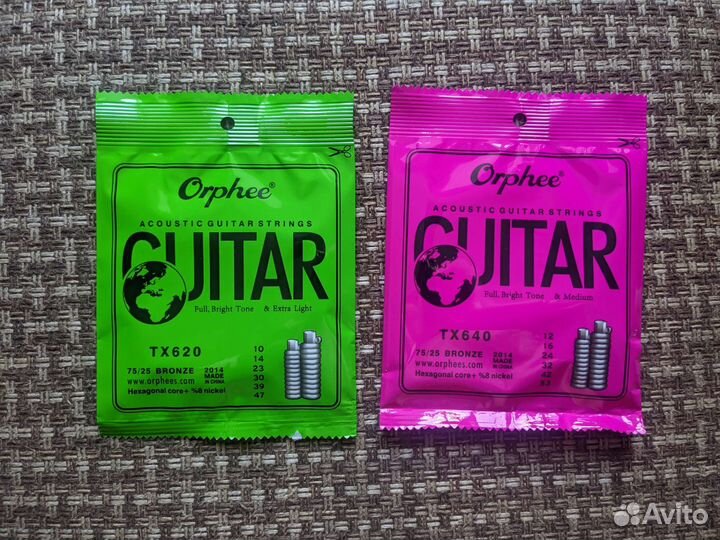 Orphee®
ACOUSTIC GUITAR STRINGS
GUITAR
Full, Bright Tone & Extra Light
TX620
75/25 BRONZE 2014
www.orphees.com MADE IN CHINA
Hexagonal core+ %8 nickel
10
14
23
30
39
47
Orphee®
ACOUSTIC GUITAR STRINGS
GUITAR
Full, Bright Tone & Medium
TX640
75/25 BRONZE 2014
www.orphees.com MADE IN CHINA
Hexagonal core+ %8 nickel
12
16
24
32
42
53
Avito